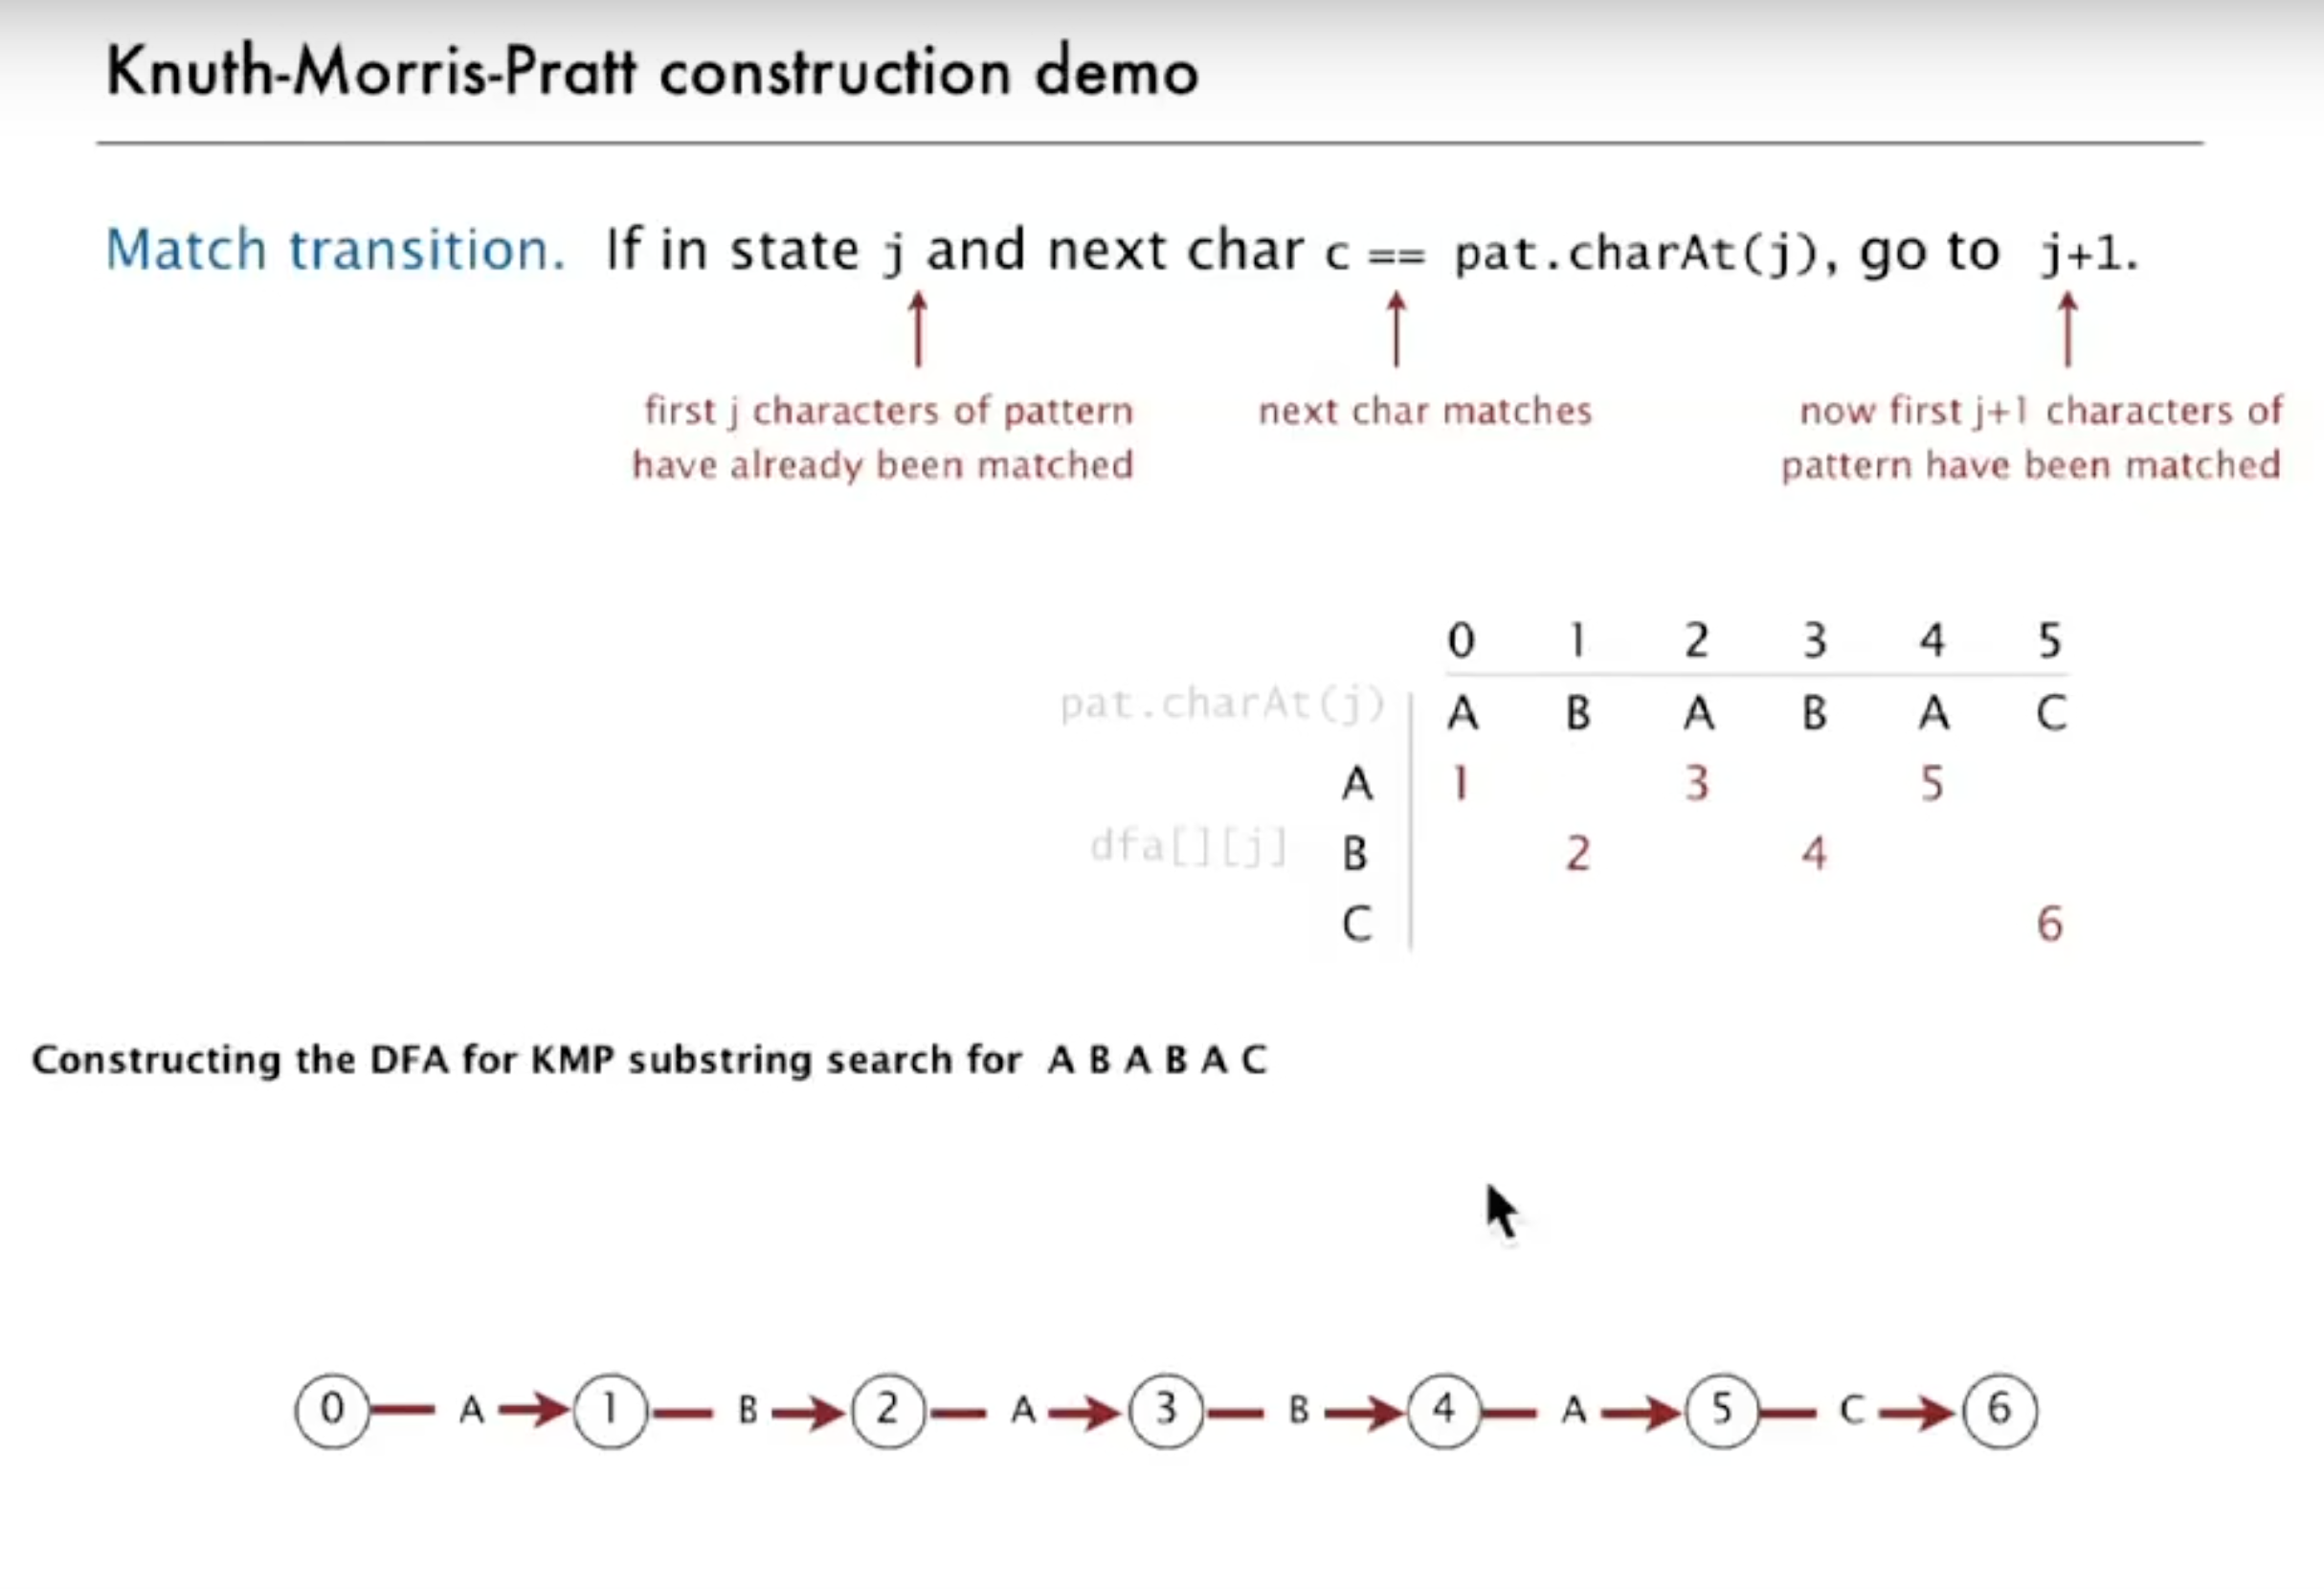 Knuth-Morris-Pratt construction demo
Match transition. If in state j and next char c == pat.charAt(j), go to j+1.
first j characters of pattern
have already been matched
next char matches
now first j+1 characters of
pattern have been matched
0 1 2 3 4 5
pat.charAt(j) A B A B A C
A 1 3 5
dfa[][j] B 2 4
C 6
Constructing the DFA for KMP substring search for A B A B A C
0 A 1 B 2 A 3 B 4 A 5 C 6